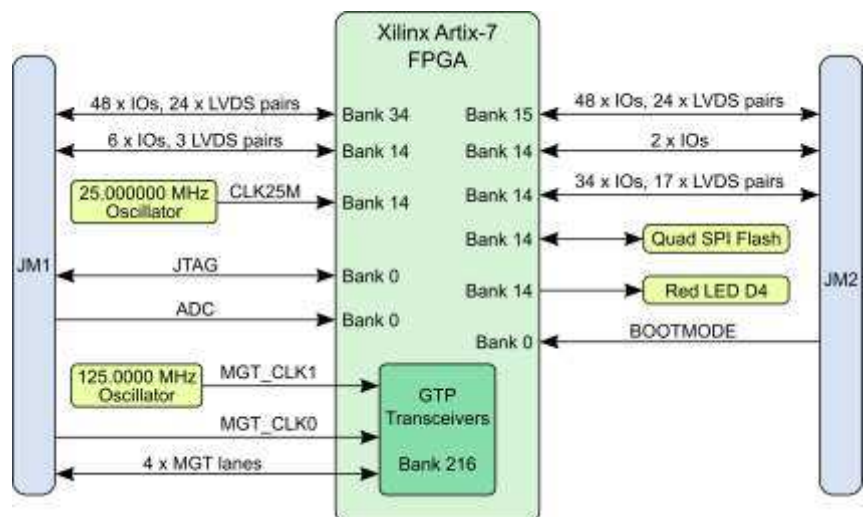 Xilinx Artix-7
FPGA
JM1
48 x IOs, 24 x LVDS pairs
Bank 34
6 x IOs, 3 LVDS pairs
Bank 14
25.000000 MHz
Oscillator
CLK25M
Bank 14
JTAG
Bank 0
ADC
Bank 0
125.0000 MHz
Oscillator
MGT_CLK1
MGT_CLK0
4 x MGT lanes
GTP
Transceivers
Bank 216
Bank 15
48 x IOs, 24 x LVDS pairs
Bank 14
2 x IOs
Bank 14
34 x IOs, 17 x LVDS pairs
Bank 14
Quad SPI Flash
Bank 14
Red LED D4
Bank 0
BOOTMODE
JM2